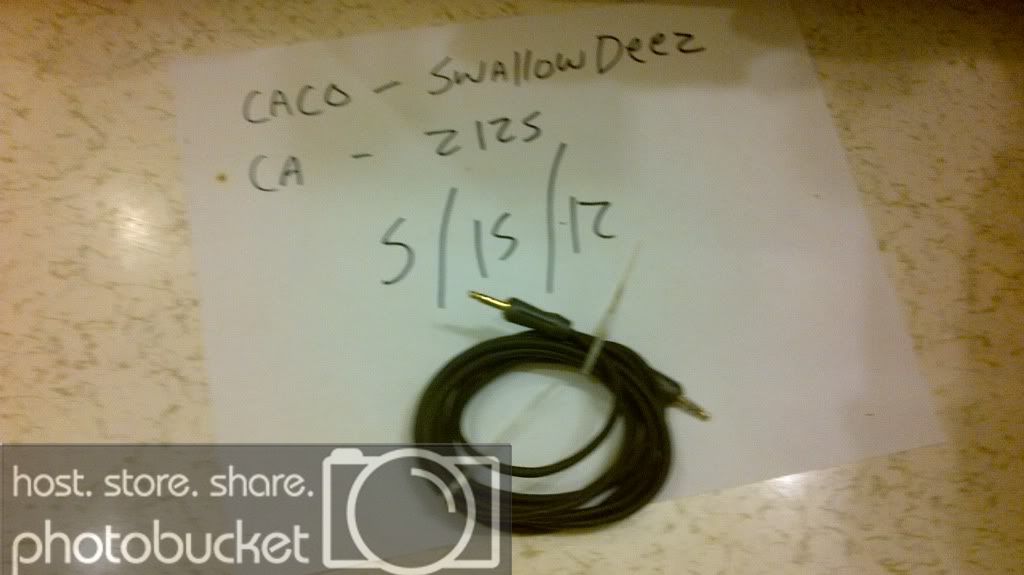 CACO - SwallowDeez
CA - 2125
5/15/12
host. store. share.
photobucket